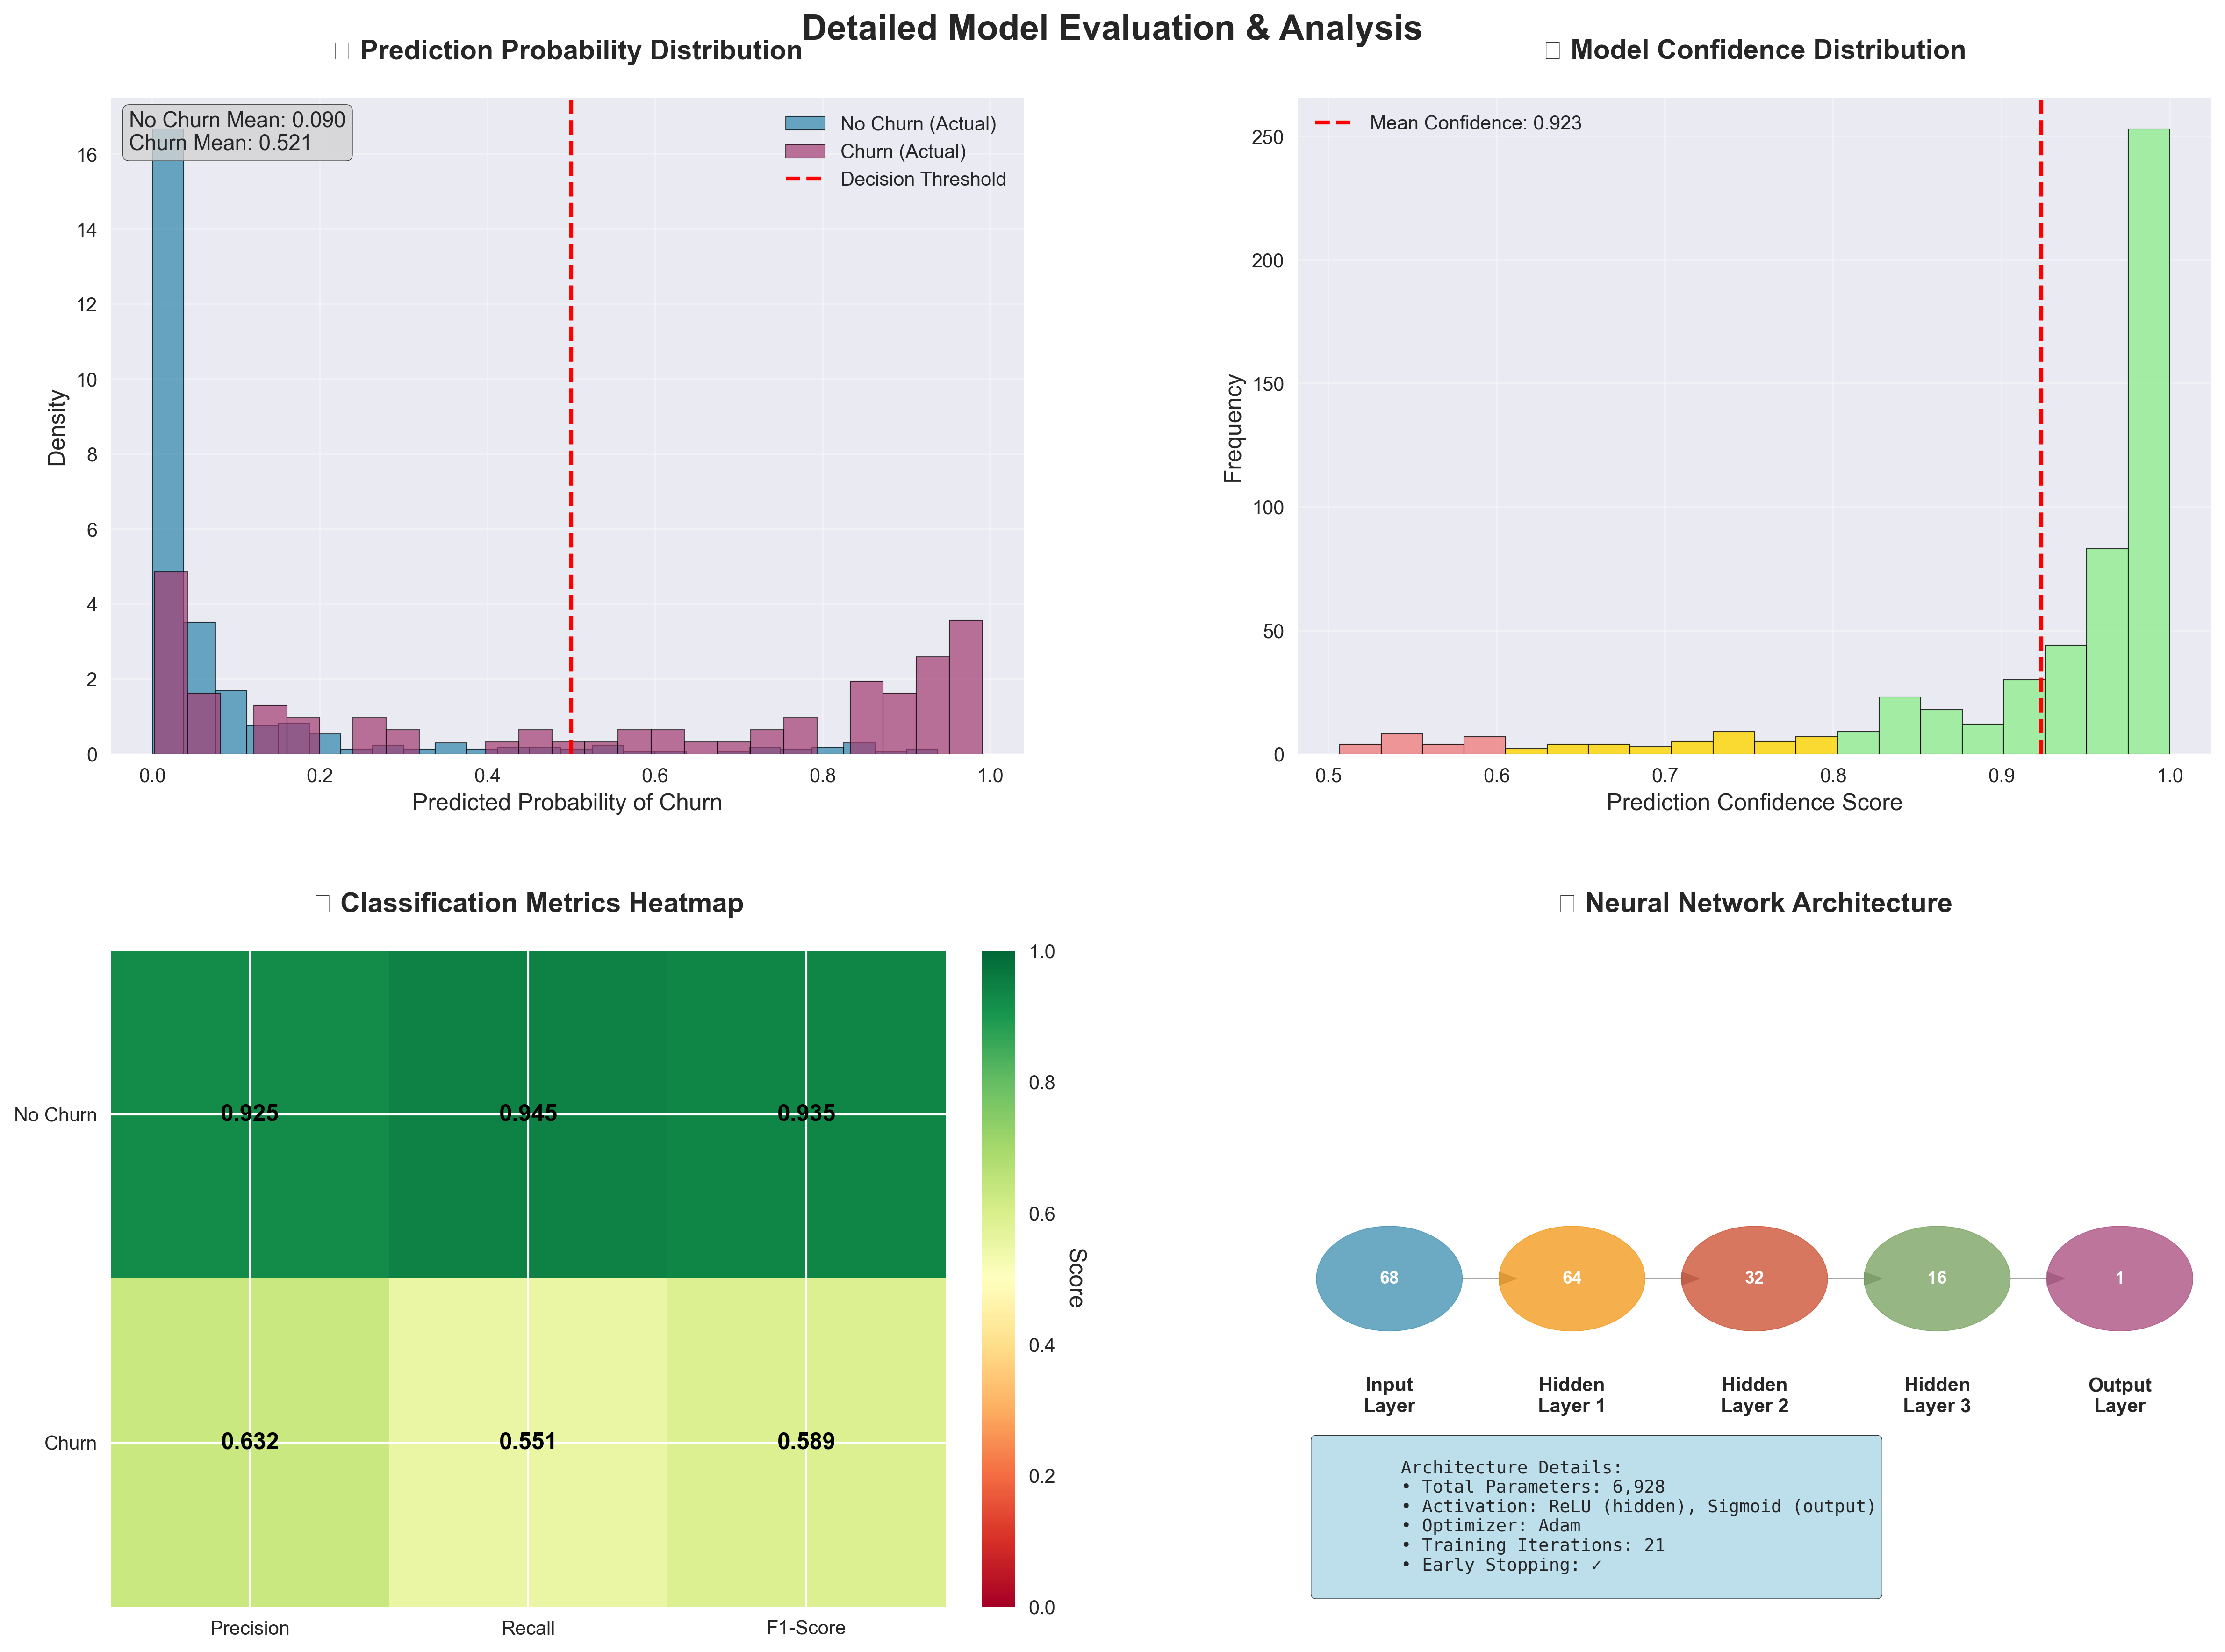 Detailed Model Evaluation & Analysis
Prediction Probability Distribution
No Churn Mean: 0.090
Churn Mean: 0.521
No Churn (Actual)
Churn (Actual)
Decision Threshold
Density
16
14
12
10
8
6
4
2
0
0.0 0.2 0.4 0.6 0.8 1.0
Predicted Probability of Churn
Model Confidence Distribution
Mean Confidence: 0.923
Frequency
250
200
150
100
50
0
0.5 0.6 0.7 0.8 0.9 1.0
Prediction Confidence Score
Classification Metrics Heatmap
No Churn 0.925 0.945 0.935
Churn 0.632 0.551 0.589
Precision Recall F1-Score
1.0
0.8
0.6
0.4
0.2
0.0
Score
Neural Network Architecture
68 64 32 16 1
Input Hidden Hidden Hidden Output
Layer Layer 1 Layer 2 Layer 3 Layer
Architecture Details:
• Total Parameters: 6,928
• Activation: ReLU (hidden), Sigmoid (output)
• Optimizer: Adam
• Training Iterations: 21
• Early Stopping: ✓